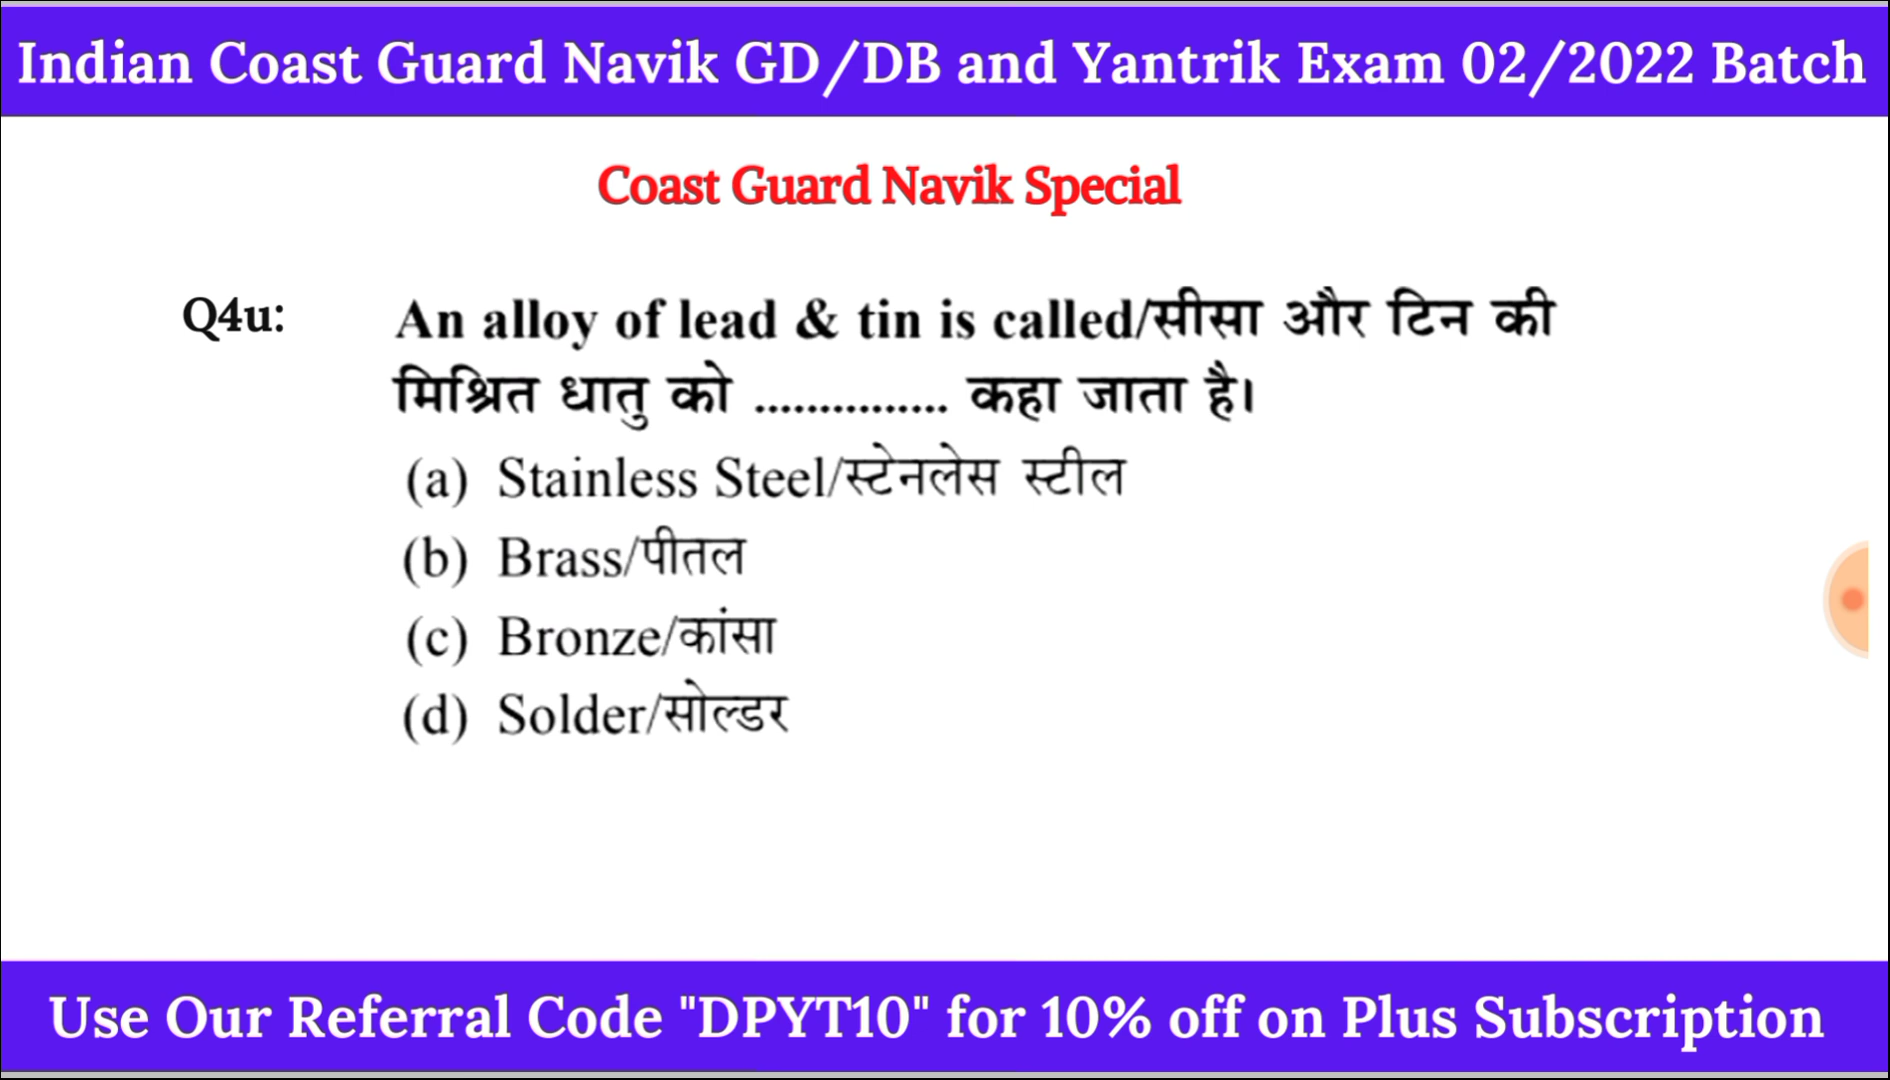 Indian Coast Guard Navik GD/DB and Yantrik Exam 02/2022 Batch
Coast Guard Navik Special
Q4u: An alloy of lead & tin is called/सीसा और टिन की
मिश्रित धातु को ............... कहा जाता है।
(a) Stainless Steel/स्टेनलेस स्टील
(b) Brass/पीतल
(c) Bronze/कांसा
(d) Solder/सोल्डर
Use Our Referral Code "DPYT10" for 10% off on Plus Subscription